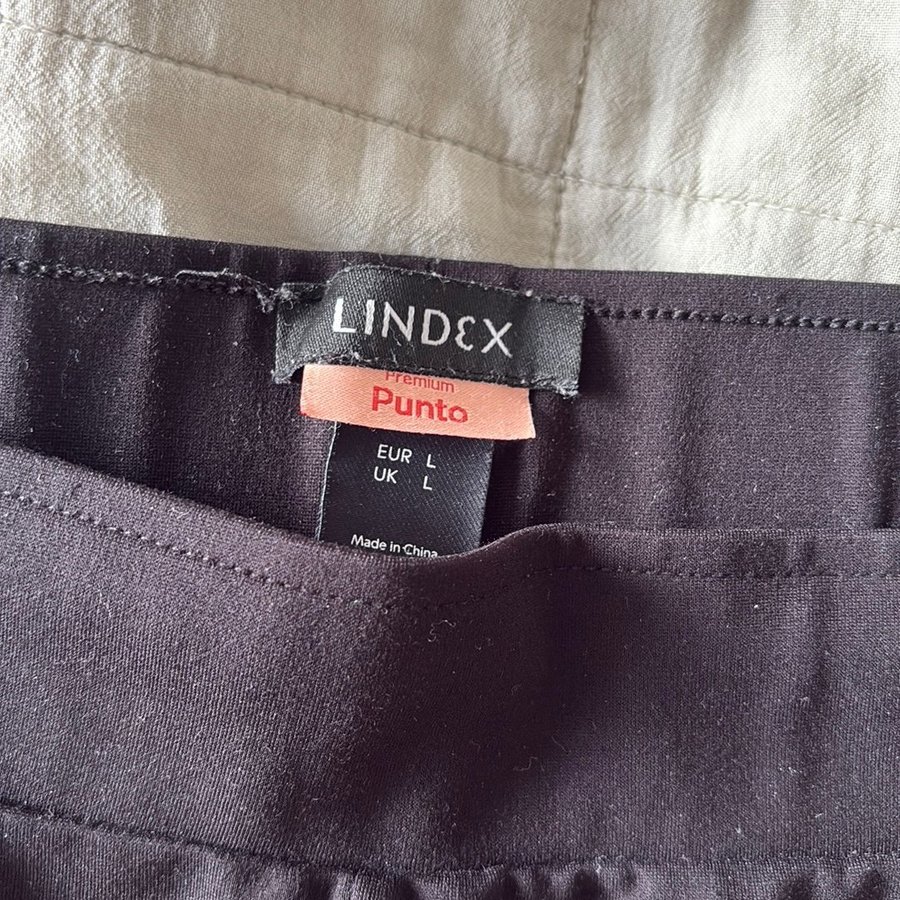 LINDEX
Premium
Punto
EUR L
UK L
Made in China